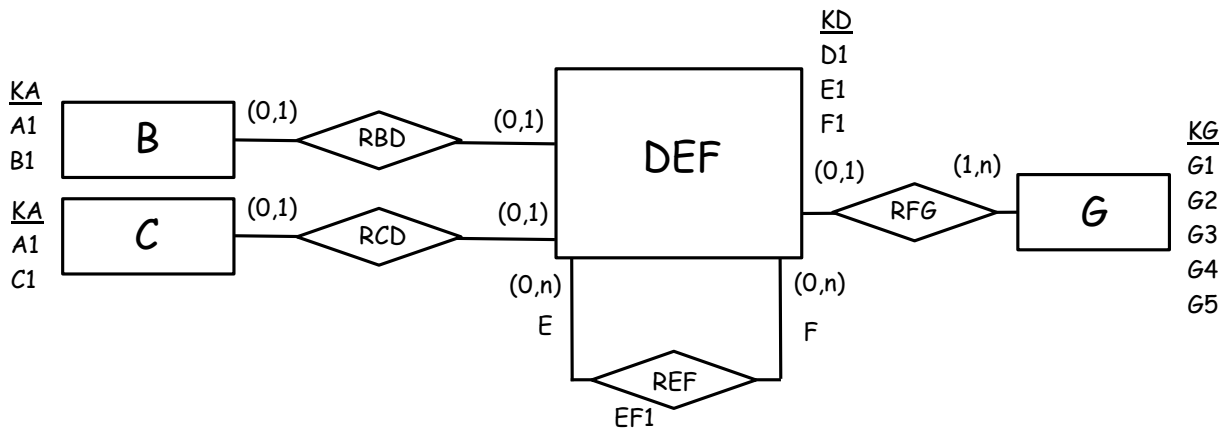 KD
D1
E1
F1
KA
A1
B1
B
(0,1)
RBD
(0,1)
DEF
KA
A1
C1
C
(0,1)
RCD
(0,1)
(0,1)
RFG
(1,n)
G
KG
G1
G2
G3
G4
G5
(0,n)
E
(0,n)
F
REF
EF1